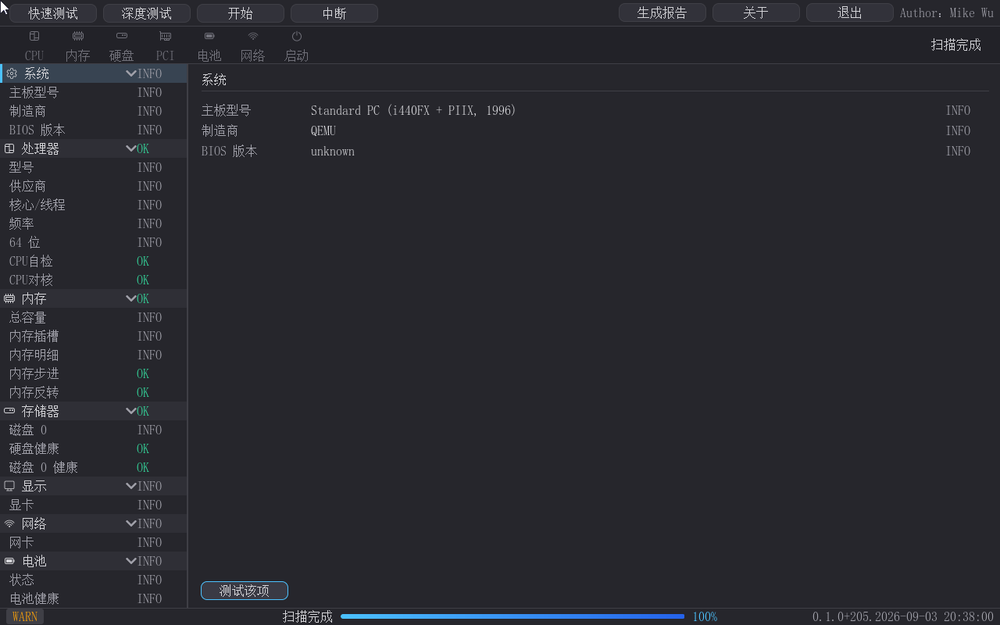 快速测试 深度测试 开始 中断 生成报告 关于 退出 Author: Mike Wu
CPU 内存 硬盘 PCI 电池 网络 启动 扫描完成
系统 INFO
主板型号 INFO
制造商 INFO
BIOS 版本 INFO
处理器 OK
型号 INFO
供应商 INFO
核心/线程 INFO
频率 INFO
64 位 INFO
CPU自检 OK
CPU对核 OK
内存 OK
总容量 INFO
内存插槽 INFO
内存明细 INFO
内存步进 OK
内存反转 OK
存储器 OK
磁盘 0 INFO
硬盘健康 OK
磁盘 0 健康 OK
显示 INFO
显卡 INFO
网络 INFO
网卡 INFO
电池 INFO
状态 INFO
电池健康 INFO
系统
主板型号 Standard PC (i440FX + PIIX, 1996) INFO
制造商 QEMU INFO
BIOS 版本 unknown INFO
测试该项
WARN 扫描完成 100% 0.1.0+205.2026-09-03 20:38:00